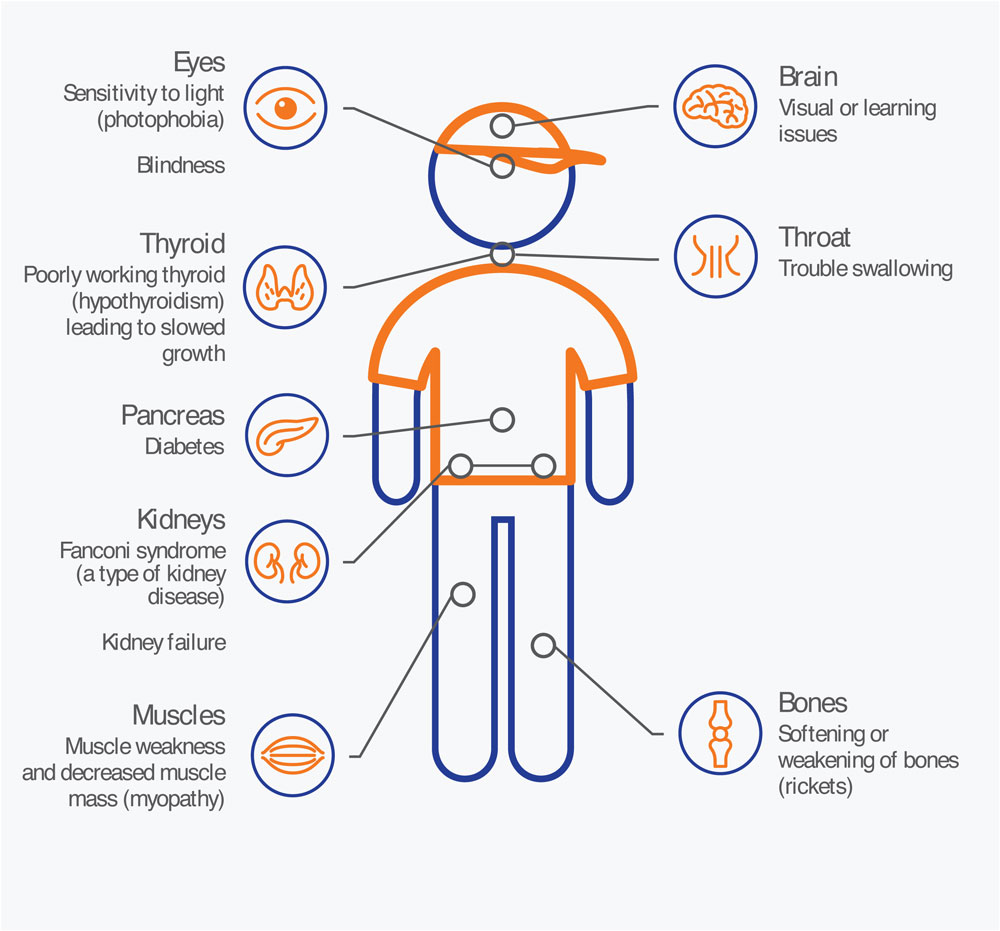 Eyes
Sensitivity to light
(photophobia)
Blindness
Brain
Visual or learning
issues
Thyroid
Poorly working thyroid
(hypothyroidism)
leading to slowed
growth
Throat
Trouble swallowing
Pancreas
Diabetes
Kidneys
Fanconi syndrome
(a type of kidney
disease)
Kidney failure
Muscles
Muscle weakness
and decreased muscle
mass (myopathy)
Bones
Softening or
weakening of bones
(rickets)